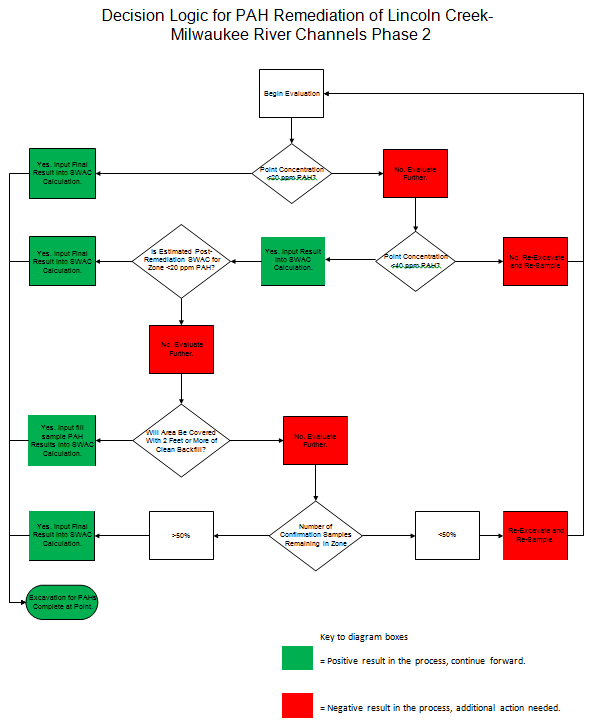 Decision Logic for PAH Remediation of Lincoln Creek-
Milwaukee River Channels Phase 2
Begin Evaluation
Yes. Input Final
Result into SWAC
Calculation.
Point Concentration
<20 ppm PAH?
No. Evaluate
Further.
Yes. Input Final
Result into SWAC
Calculation.
Is Estimated Post-
Remediation SWAC for
Zone <20 ppm PAH?
Yes. Input Result
into SWAC
Calculation.
Point Concentration
<40 ppm PAH?
No. Re-Excavate
and Re-Sample.
No. Evaluate
Further.
Yes. Input fill
sample PAH
Results into SWAC
Calculation.
Will Area Be Covered
With 2 Feet or More of
Clean Backfill?
No. Evaluate
Further.
Yes. Input Final
Result into SWAC
Calculation.
>50%
Number of
Confirmation Samples
Remaining in Zone
<50%
Re-Excavate and
Re-Sample.
Excavation for PAHs
Complete at Point.
Key to diagram boxes
= Positive result in the process, continue forward.
= Negative result in the process, additional action needed.